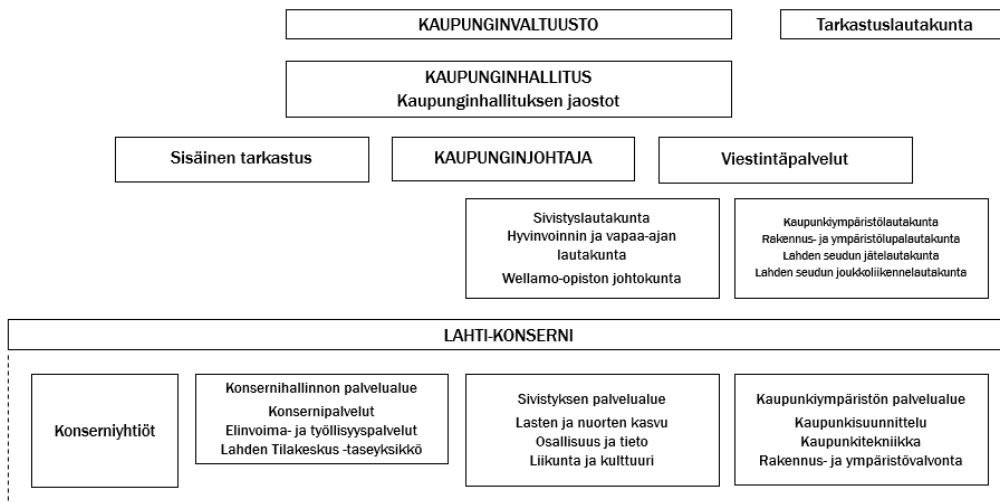 KAUPUNGINVALTUUSTO
Tarkastuslautakunta
KAUPUNGINHALLITUS
Kaupunginhallituksen jaostot
Sisäinen tarkastus
KAUPUNGINJOHTAJA
Viestintäpalvelut
Sivistyslautakunta
Hyvinvoinnin ja vapaa-ajan
lautakunta
Wellamo-opiston johtokunta
Kaupunkiympäristölautakunta
Rakennus- ja ympäristölupalautakunta
Lahden seudun jätelautakunta
Lahden seudun joukkoliikennelautakunta
LAHTI-KONSERNI
Konserniyhtiöt
Konsernihallinnon palvelualue
Konsernipalvelut
Elinvoima- ja työllisyyspalvelut
Lahden Tilakeskus -taseyksikkö
Sivistyksen palvelualue
Lasten ja nuorten kasvu
Osallisuus ja tieto
Liikunta ja kulttuuri
Kaupunkiympäristön palvelualue
Kaupunkisuunnittelu
Kaupunkitekniikka
Rakennus- ja ympäristövalvonta